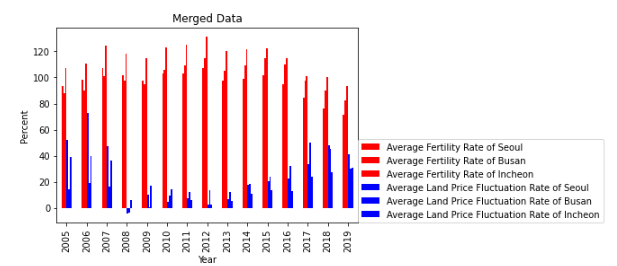 Merged Data
120
100
80
60
40
20
0
Percent
2005 2006 2007 2008 2009 2010 2011 2012 2013 2014 2015 2016 2017 2018 2019
Year
Average Fertility Rate of Seoul
Average Fertility Rate of Busan
Average Fertility Rate of Incheon
Average Land Price Fluctuation Rate of Seoul
Average Land Price Fluctuation Rate of Busan
Average Land Price Fluctuation Rate of Incheon